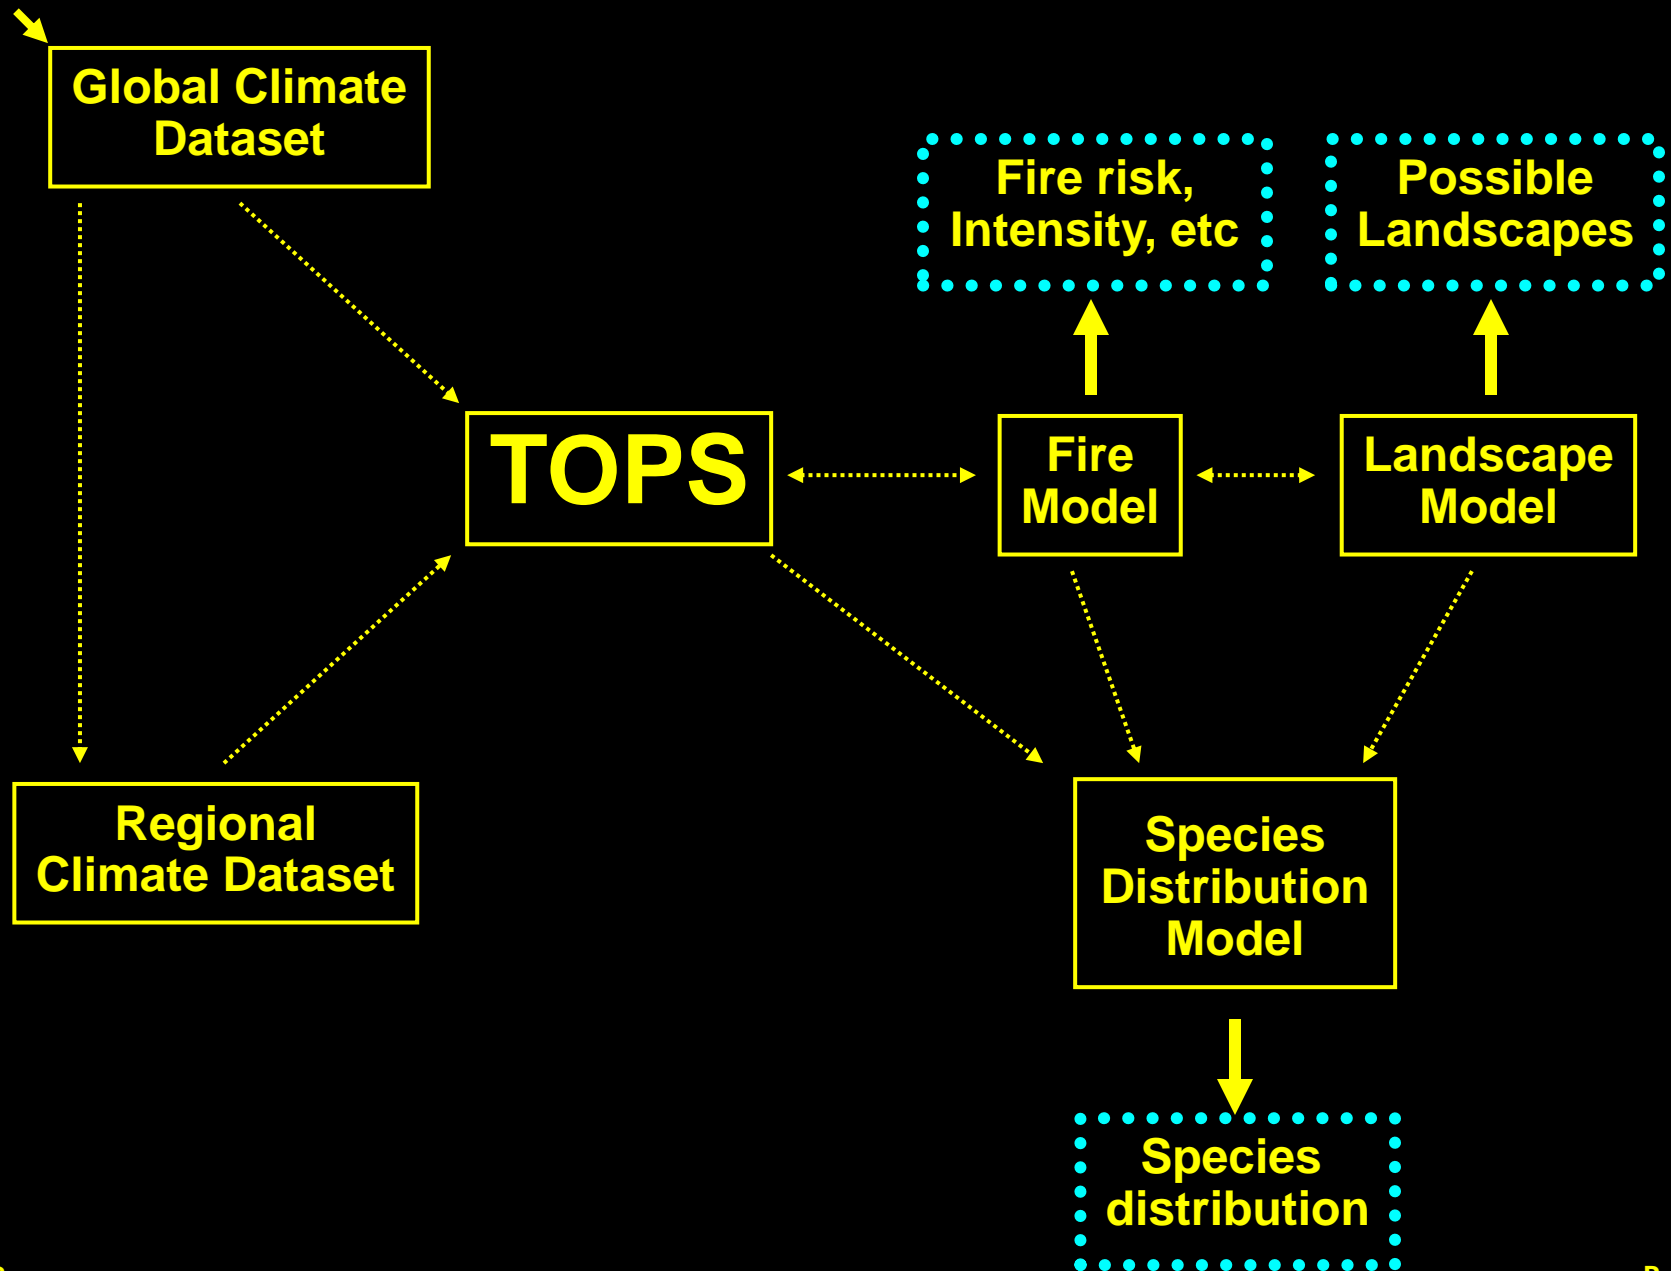 Global Climate
Dataset
Fire risk,
Intensity, etc
Possible
Landscapes
TOPS
Fire
Model
Landscape
Model
Regional
Climate Dataset
Species
Distribution
Model
Species
distribution